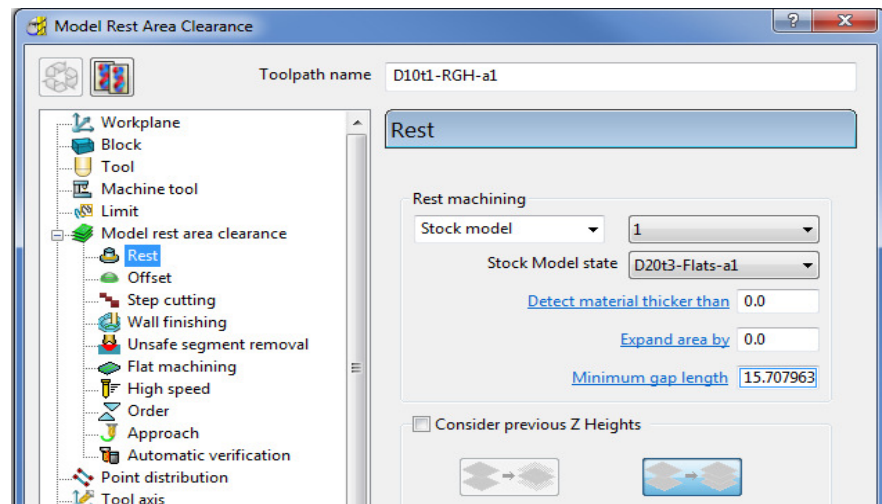 Model Rest Area Clearance
Toolpath name D10t1-RGH-a1
Workplane
Block
Tool
Machine tool
Limit
Model rest area clearance
Rest
Offset
Step cutting
Wall finishing
Unsafe segment removal
Flat machining
High speed
Order
Approach
Automatic verification
Point distribution
Tool axis
Rest
Rest machining
Stock model 1
Stock Model state D20t3-Flats-a1
Detect material thicker than 0.0
Expand area by 0.0
Minimum gap length 15.707963
Consider previous Z Heights